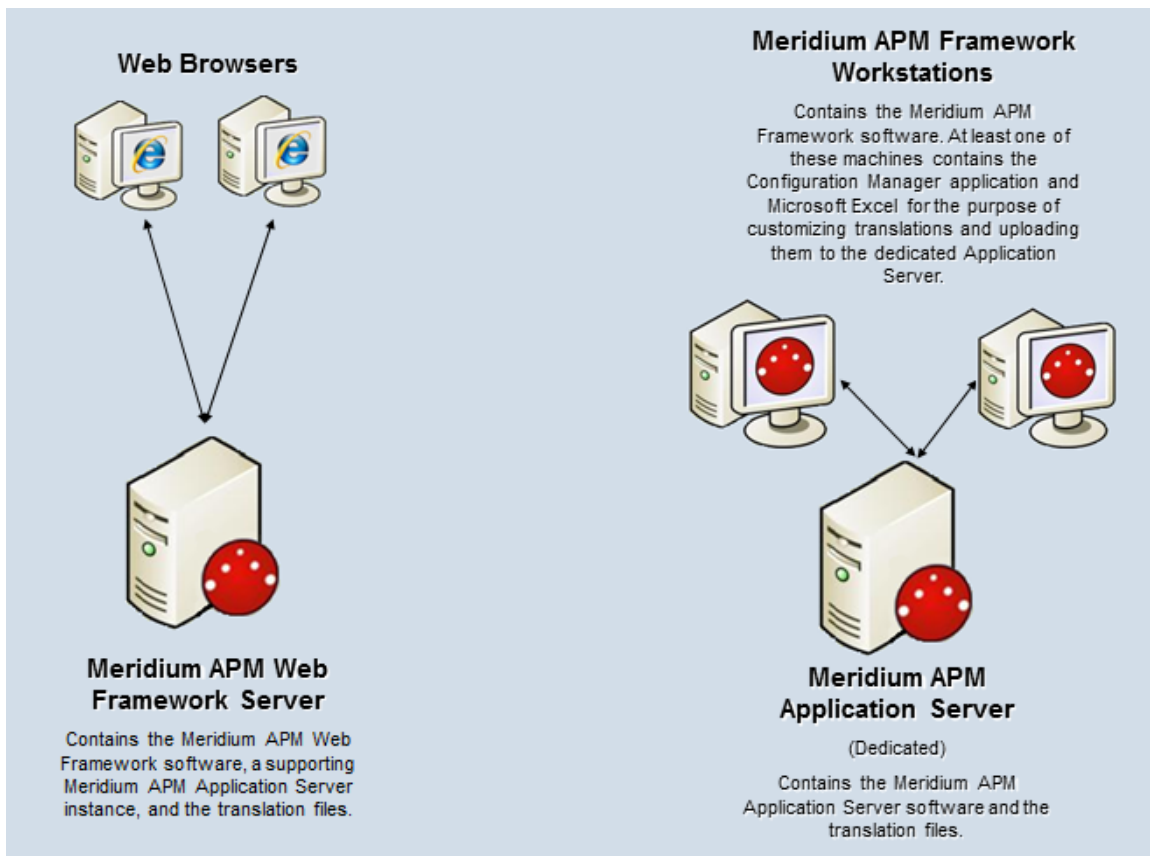 Web Browsers
Meridium APM Framework
Workstations
Contains the Meridium APM
Framework software. At least one of
these machines contains the
Configuration Manager application and
Microsoft Excel for the purpose of
customizing translations and uploading
them to the dedicated Application
Server.
Meridium APM Web
Framework Server
Contains the Meridium APM Web
Framework software, a supporting
Meridium APM Application Server
instance, and the translation files.
Meridium APM
Application Server
(Dedicated)
Contains the Meridium APM
Application Server software and the
translation files.